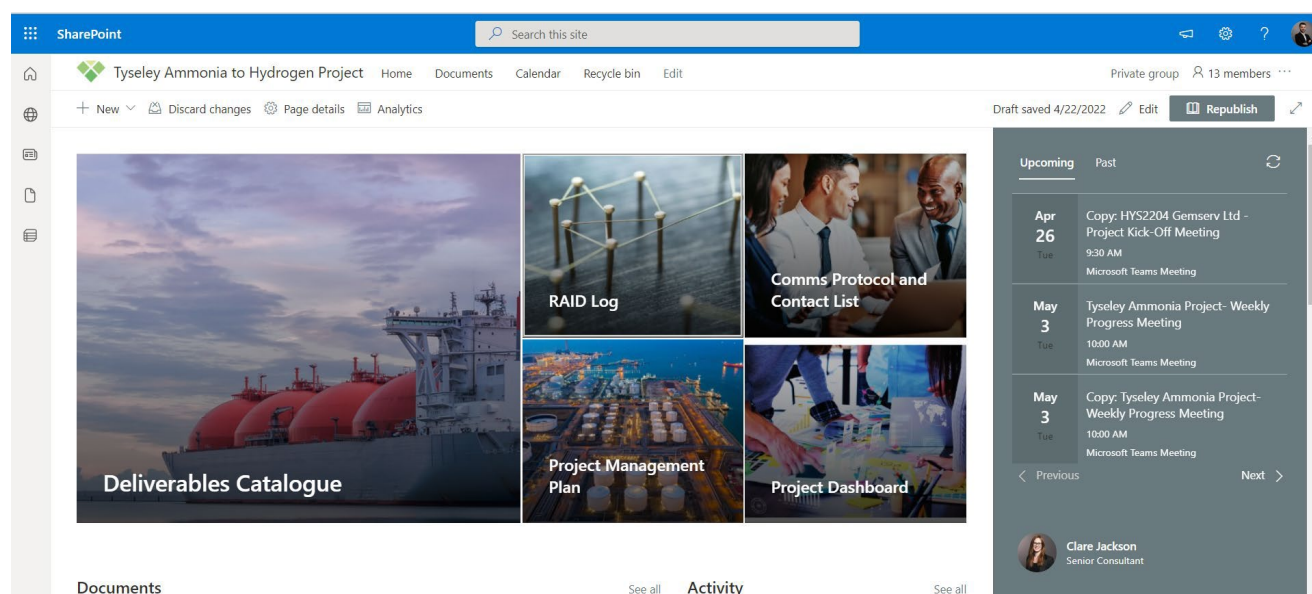 SharePoint
Search this site
?
Tyseley Ammonia to Hydrogen Project
Home
Documents
Calendar
Recycle bin
Edit
Private group
13 members
New
Discard changes
Page details
Analytics
Draft saved 4/22/2022
Edit
Republish
Deliverables Catalogue
RAID Log
Comms Protocol and
Contact List
Project Management
Plan
Project Dashboard
Upcoming
Past
Apr
26
Tue
Copy: HYS2204 Gemserv Ltd -
Project Kick-Off Meeting
9:30 AM
Microsoft Teams Meeting
May
3
Tue
Tyseley Ammonia Project- Weekly
Progress Meeting
10:00 AM
Microsoft Teams Meeting
May
3
Tue
Copy: Tyseley Ammonia Project-
Weekly Progress Meeting
10:00 AM
Microsoft Teams Meeting
Previous
Next
Clare Jackson
Senior Consultant
Documents
See all
Activity
See all